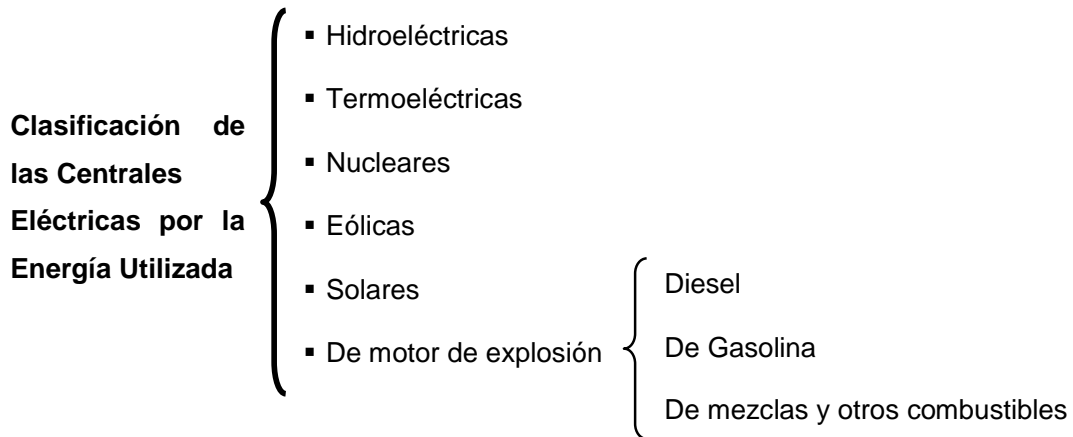 Clasificación de
las Centrales
Eléctricas por la
Energía Utilizada
▪ Hidroeléctricas
▪ Termoeléctricas
▪ Nucleares
▪ Eólicas
▪ Solares
▪ De motor de explosión
Diesel
De Gasolina
De mezclas y otros combustibles